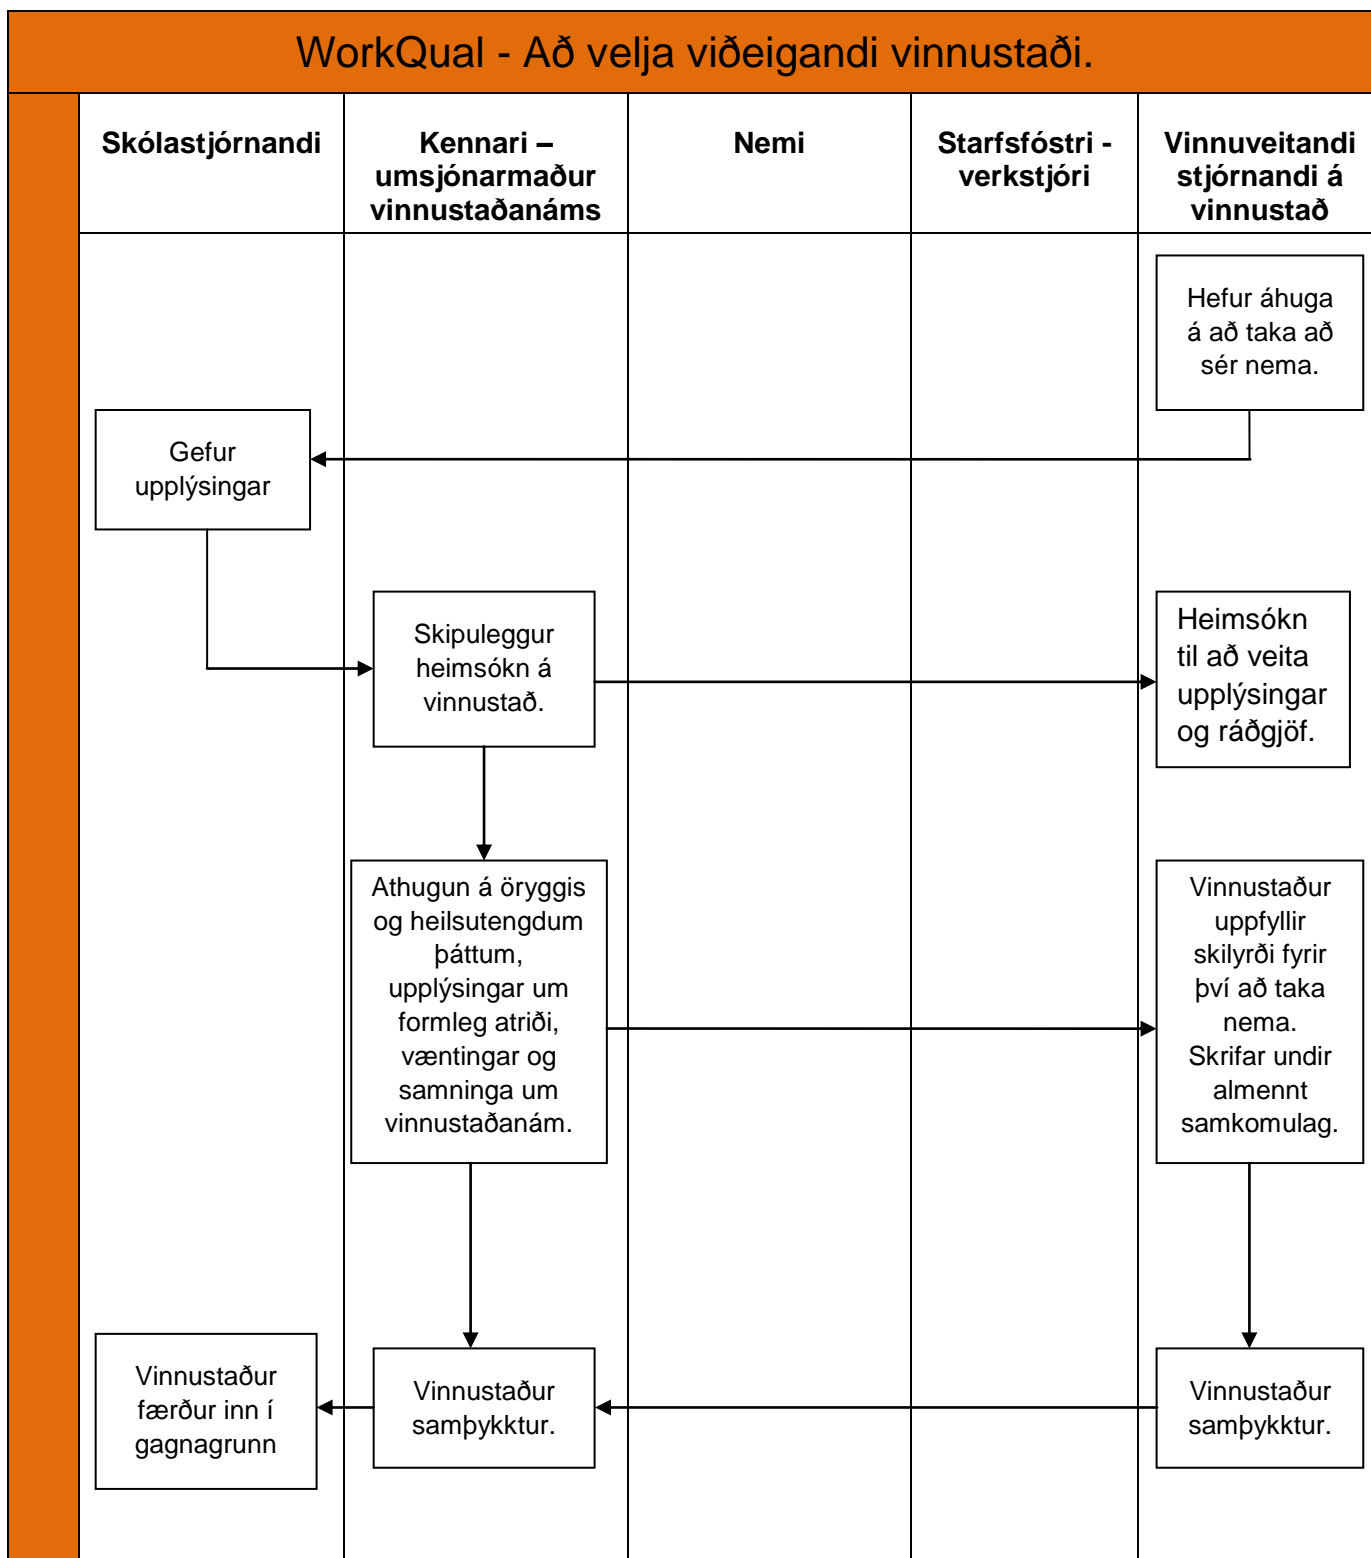 WorkQual - Að velja viðeigandi vinnustaði.
Skólastjórnandi
Kennari –
umsjónarmaður
vinnustaðanáms
Nemi
Starfsfóstri -
verkstjóri
Vinnuveitandi
stjórnandi á
vinnustað
Hefur áhuga
á að taka að
sér nema.
Gefur
upplýsingar
Skipuleggur
heimsókn á
vinnustað.
Heimsókn
til að veita
upplýsingar
og ráðgjöf.
Athugun á öryggis
og heilsutengdum
þáttum,
upplýsingar um
formleg atriði,
væntingar og
samninga um
vinnustaðanám.
Vinnustaður
uppfyllir
skilyrði fyrir
því að taka
nema.
Skrifar undir
almennt
samkomulag.
Vinnustaður
færður inn í
gagnagrunn
Vinnustaður
samþykktur.
Vinnustaður
samþykktur.